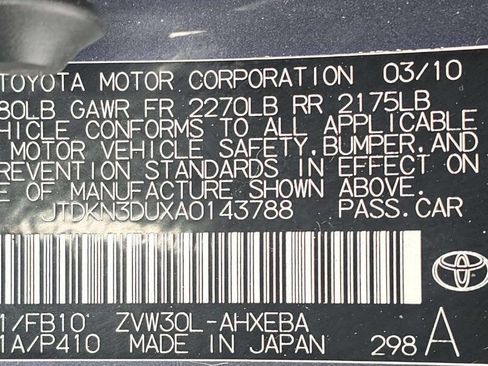 TOYOTA MOTOR CORPORATION 03/10
80LB GAWR FR 2270LB RR 2175LB
HICLE CONFORMS TO ALL APPLICABLE
MOTOR VEHICLE SAFETY, BUMPER, AND
REVENTION STANDARDS IN EFFECT ON
E OF MANUFACTURE SHOWN ABOVE.
JTDKN3DUXA0143788 PASS.CAR
1/FB10 ZVW30L-AHXEBA
1A/P410 MADE IN JAPAN 298 A